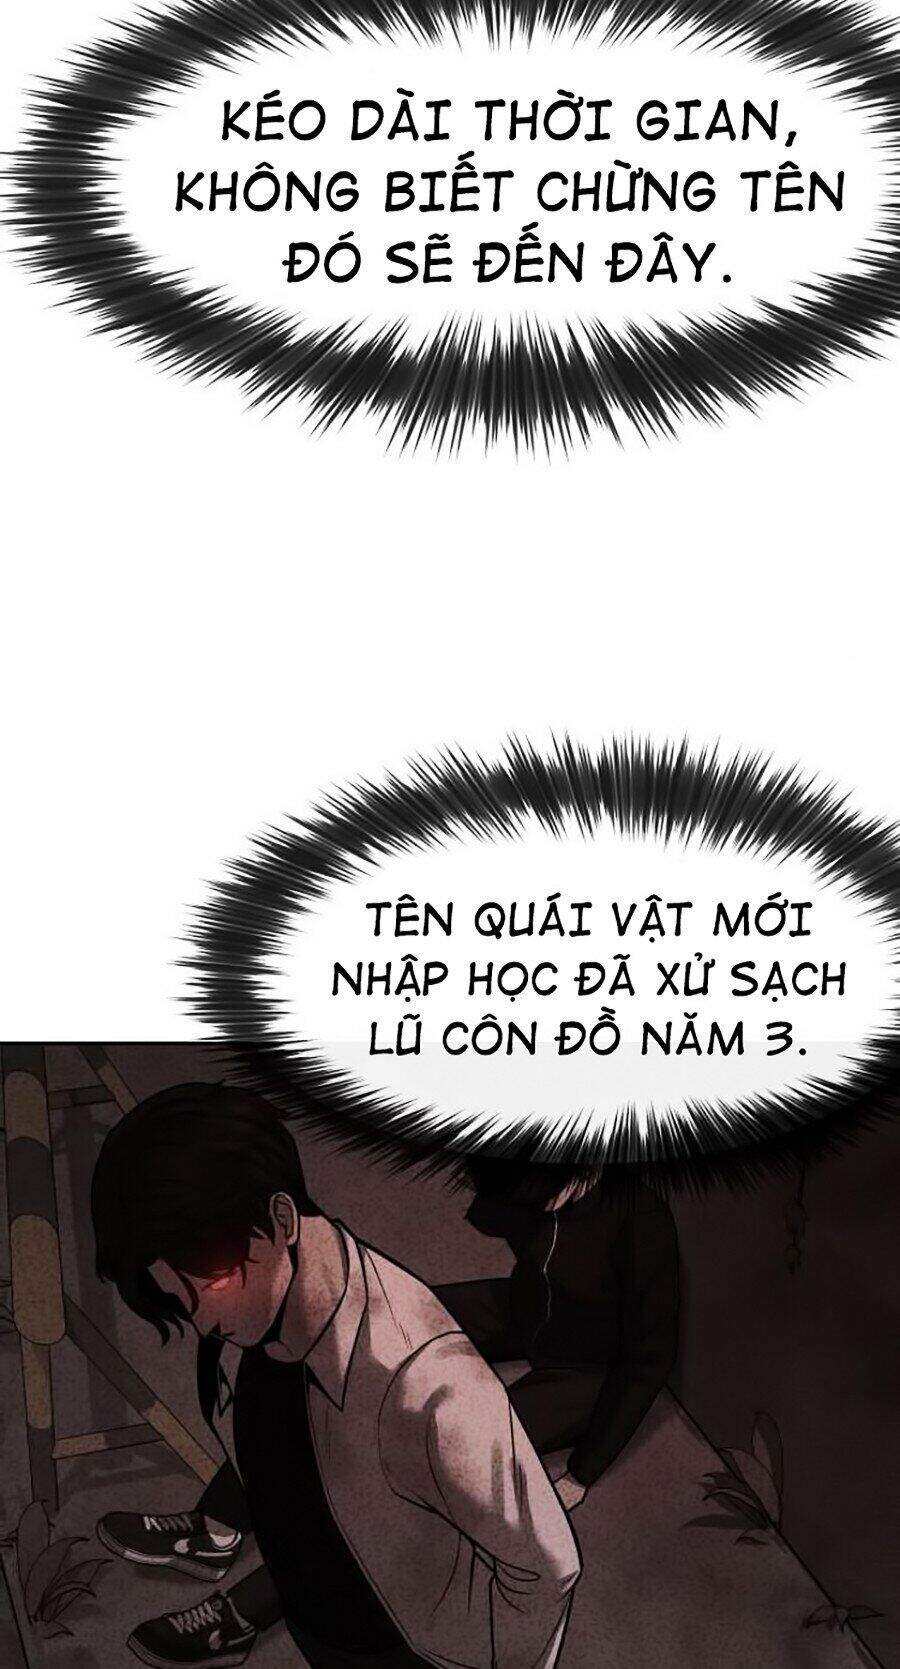 KÉO DÀI THỜI GIAN,
KHÔNG BIẾT CHỪNG TÊN
ĐÓ SẼ ĐẾN ĐÂY.
TÊN QUÁI VẬT MỚI
NHẬP HỌC ĐÃ XỬ SẠCH
LŨ CÔN ĐỒ NĂM 3.